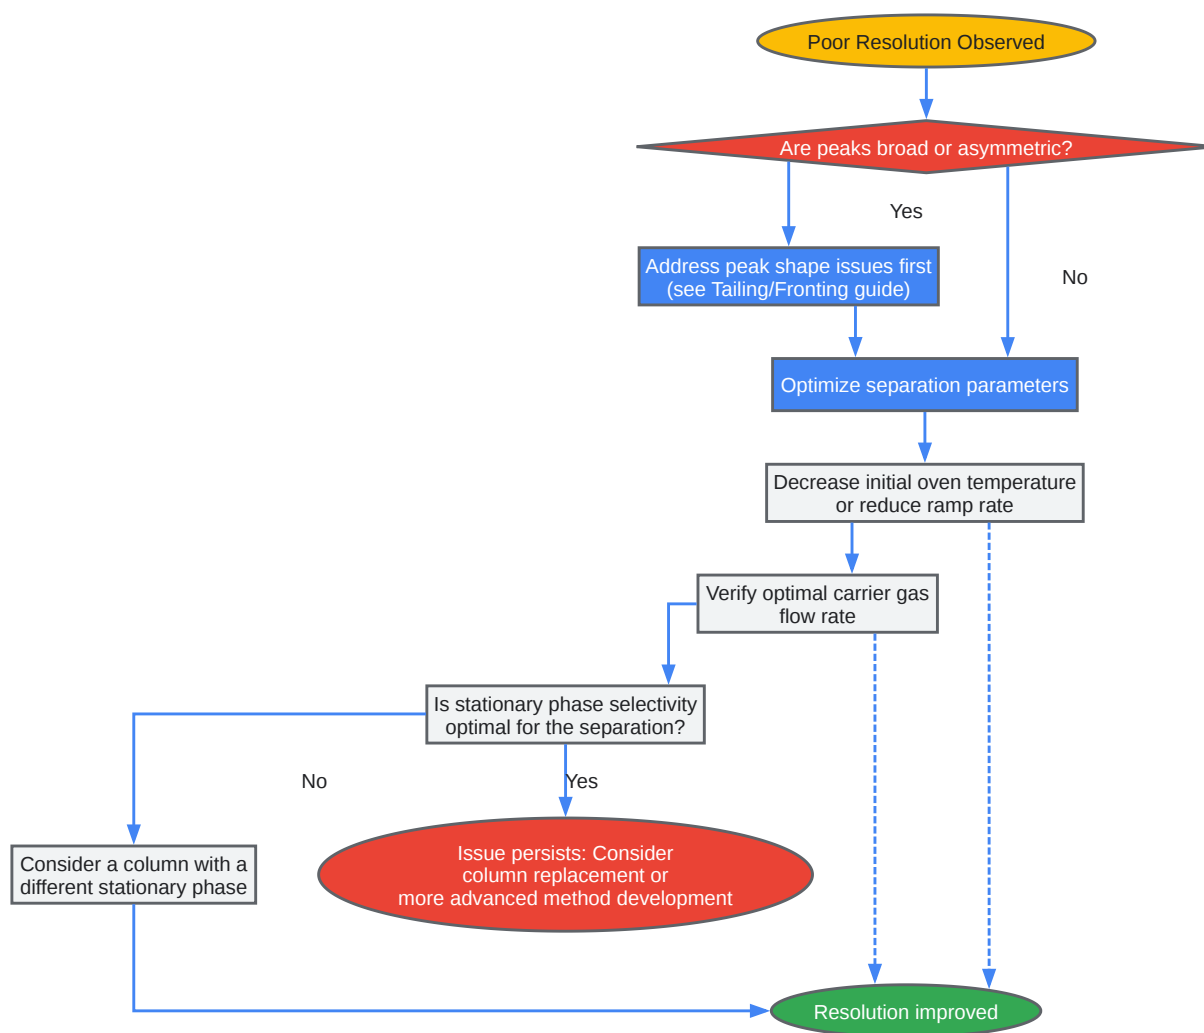 Poor Resolution Observed
Are peaks broad or asymmetric?
Yes
Address peak shape issues first
(see Tailing/Fronting guide)
No
Optimize separation parameters
Decrease initial oven temperature
or reduce ramp rate
Verify optimal carrier gas
flow rate
Is stationary phase selectivity
optimal for the separation?
No
Yes
Consider a column with a
different stationary phase
Issue persists: Consider
column replacement or
more advanced method development
Resolution improved